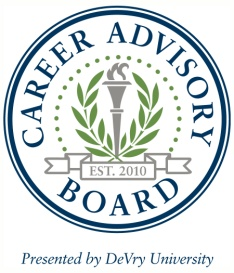 CAREER ADVISORY
EST. 2010
BOARD
Presented by DeVry University